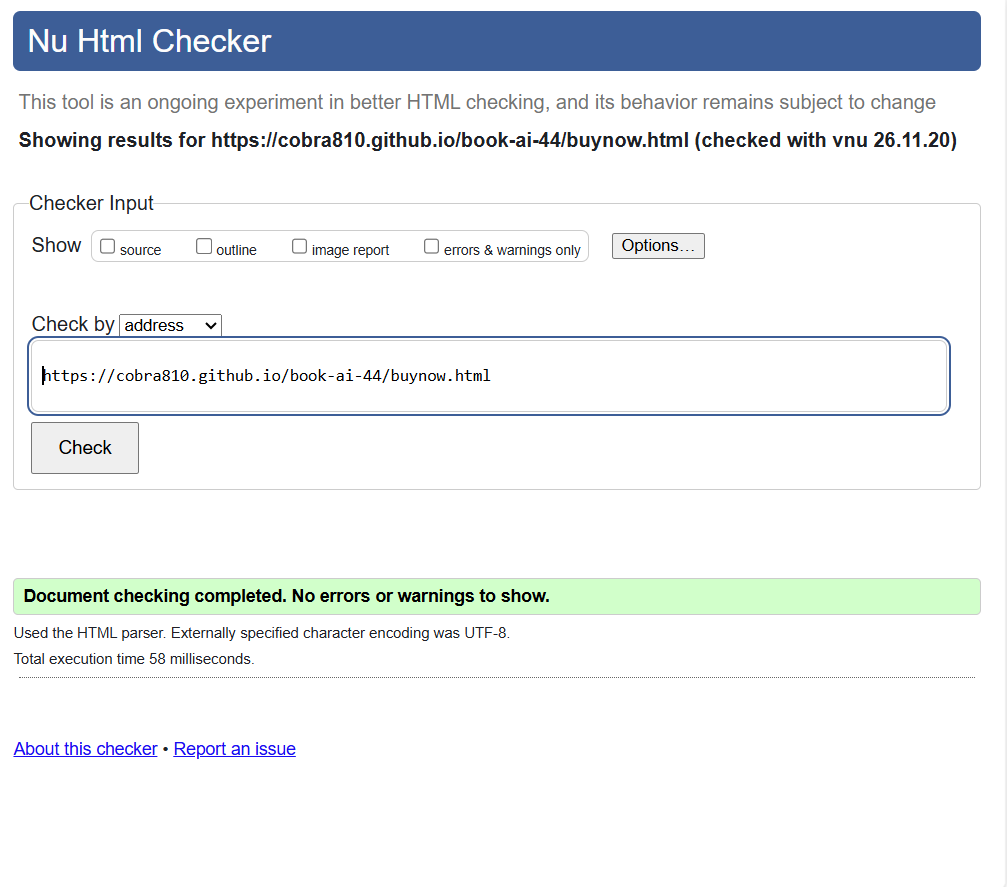 Nu Html Checker
This tool is an ongoing experiment in better HTML checking, and its behavior remains subject to change
Showing results for https://cobra810.github.io/book-ai-44/buynow.html (checked with vnu 26.11.20)
Checker Input
Show source outline image report errors & warnings only Options…
Check by address
https://cobra810.github.io/book-ai-44/buynow.html
Check
Document checking completed. No errors or warnings to show.
Used the HTML parser. Externally specified character encoding was UTF-8.
Total execution time 58 milliseconds.
About this checker • Report an issue